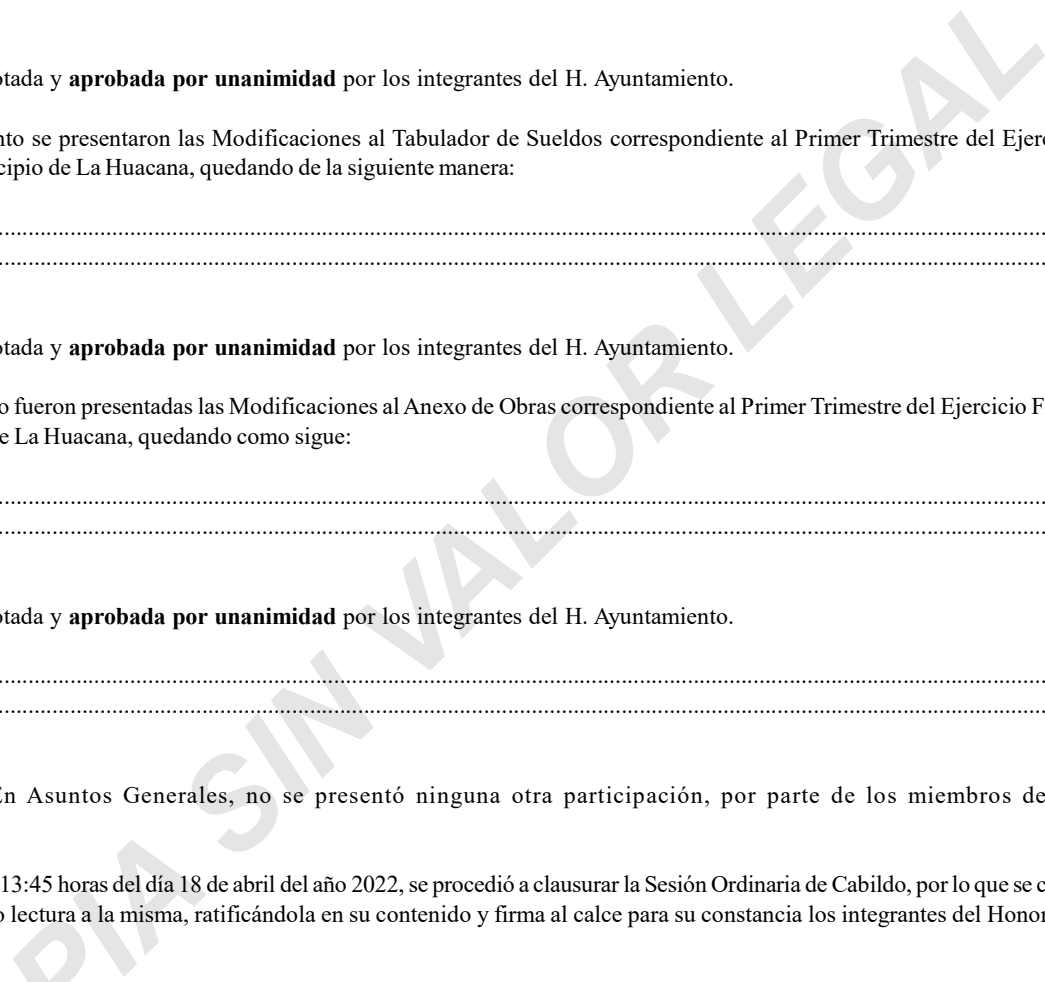 otada y aprobada por unanimidad por los integrantes del H. Ayuntamiento.
nto se presentaron las Modificaciones al Tabulador de Sueldos correspondiente al Primer Trimestre del Ejerc
cipio de La Huacana, quedando de la siguiente manera:
otada y aprobada por unanimidad por los integrantes del H. Ayuntamiento.
o fueron presentadas las Modificaciones al Anexo de Obras correspondiente al Primer Trimestre del Ejercicio F
e La Huacana, quedando como sigue:
otada y aprobada por unanimidad por los integrantes del H. Ayuntamiento.
En Asuntos Generales, no se presentó ninguna otra participación, por parte de los miembros de
13:45 horas del día 18 de abril del año 2022, se procedió a clausurar la Sesión Ordinaria de Cabildo, por lo que se c
o lectura a la misma, ratificándola en su contenido y firma al calce para su constancia los integrantes del Honor
PIA SIN VALOR LEGAL